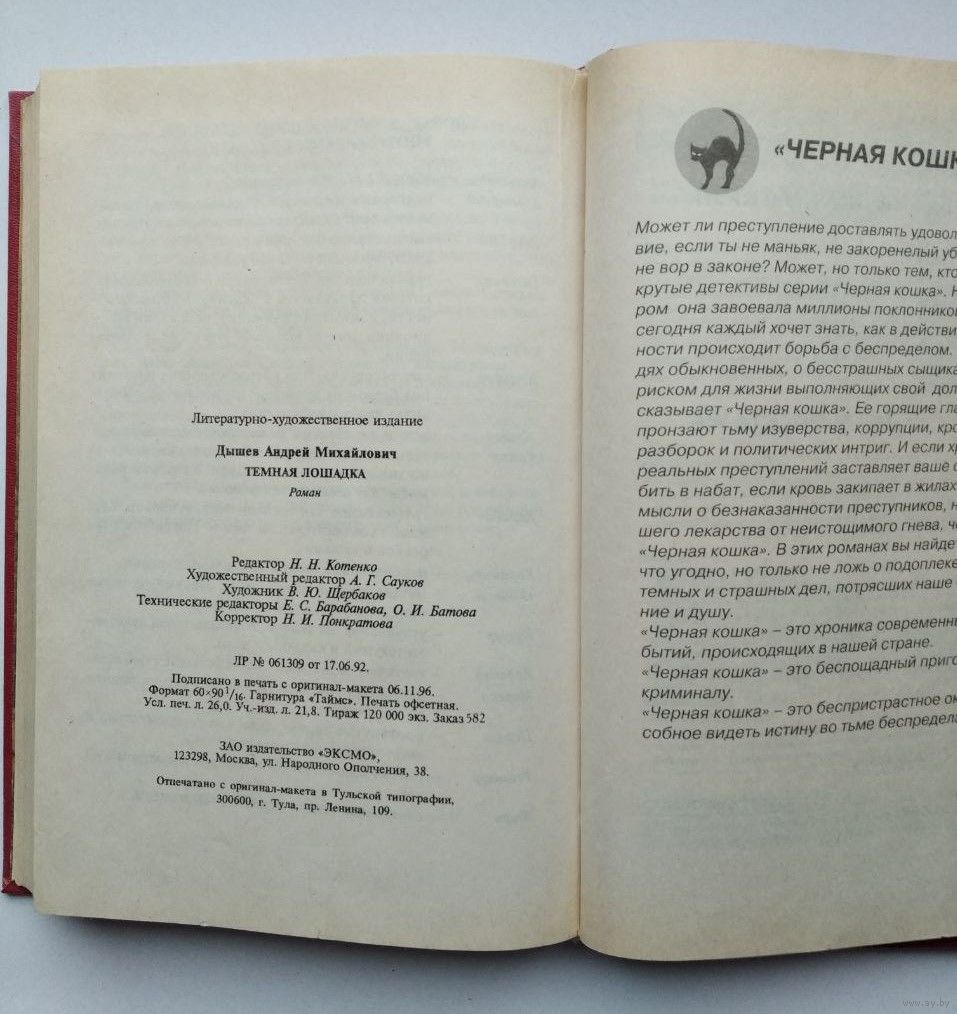 Литературно-художественное издание
Дышев Андрей Михайлович
ТЕМНАЯ ЛОШАДКА
Роман
Редактор Н. Н. Котенко
Художественный редактор А. Г. Сауков
Художник В. Ю. Щербаков
Технические редакторы Е. С. Барабанова, О. И. Батова
Корректор Н. И. Понкратова
ЛР № 061309 от 17.06.92.
Подписано в печать с оригинал-макета 06.11.96.
Формат 60×90 1/16. Гарнитура «Таймс». Печать офсетная.
Усл. печ. л. 26,0. Уч.-изд. л. 21,8. Тираж 120 000 экз. Заказ 582
ЗАО издательство «ЭКСМО»,
123298, Москва, ул. Народного Ополчения, 38.
Отпечатано с оригинал-макета в Тульской типографии,
300600, г. Тула, пр. Ленина, 109.
«ЧЕРНАЯ КОШК
Может ли преступление доставлять удовол
вие, если ты не маньяк, не закоренелый уб
не вор в законе? Может, но только тем, кто
крутые детективы серии «Черная кошка». Н
ром она завоевала миллионы поклонников
сегодня каждый хочет знать, как в действи
ности происходит борьба с беспределом.
дях обыкновенных, о бесстрашных сыщика
риском для жизни выполняющих свой дол
сказывает «Черная кошка». Ее горящие гла
пронзают тьму изуверства, коррупции, кро
разборок и политических интриг. И если х
реальных преступлений заставляет ваше с
бить в набат, если кровь закипает в жилах
мысли о безнаказанности преступников, н
шего лекарства от неистощимого гнева, ч
«Черная кошка». В этих романах вы найдет
что угодно, но только не ложь о подоплеке
темных и страшных дел, потрясших наше
ние и душу.
«Черная кошка» – это хроника современны
бытий, происходящих в нашей стране.
«Черная кошка» – это беспощадный приго
криминалу.
«Черная кошка» – это беспристрастное ок
собное видеть истину во тьме беспредела
www.ay.by